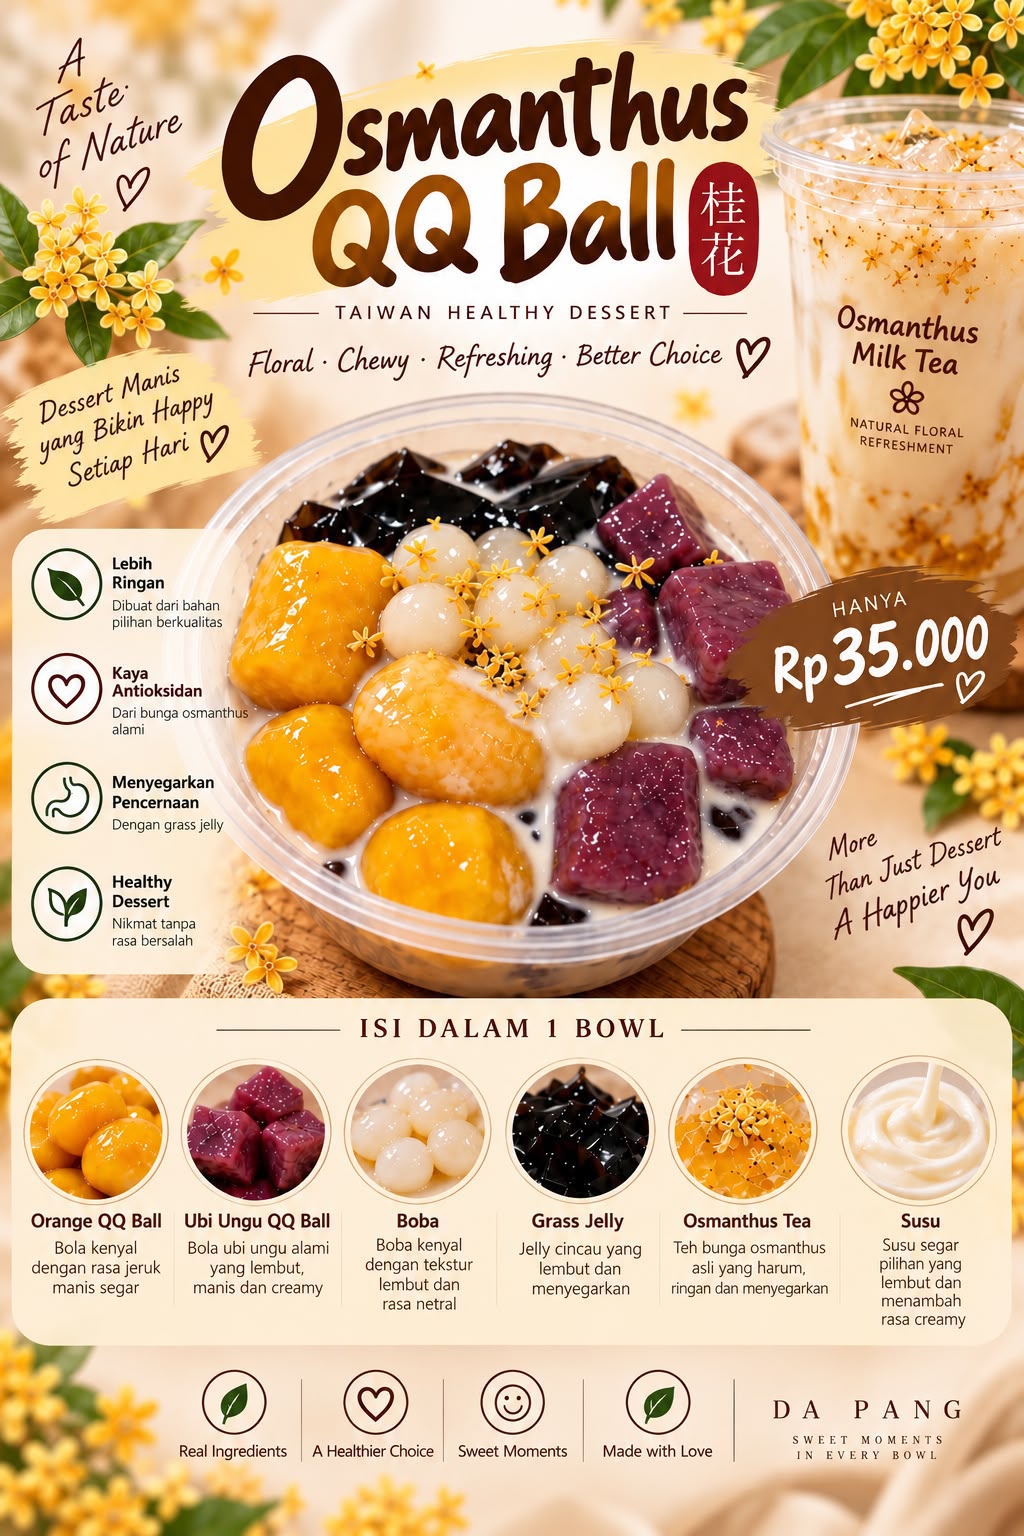 A
Taste
of Nature
Osmanthus
QQ Ball
桂
花
TAIWAN HEALTHY DESSERT
Floral · Chewy · Refreshing · Better Choice
Osmanthus
Milk Tea
NATURAL FLORAL
REFRESHMENT
Dessert Manis
yang Bikin Happy
Setiap Hari
Lebih
Ringan
Dibuat dari bahan
pilihan berkualitas
Kaya
Antioksidan
Dari bunga osmanthus
alami
Menyegarkan
Pencernaan
Dengan grass jelly
Healthy
Dessert
Nikmat tanpa
rasa bersalah
HANYA
Rp35.000
More
Than Just Dessert
A Happier You
ISI DALAM 1 BOWL
Orange QQ Ball
Bola kenyal
dengan rasa jeruk
manis segar
Ubi Ungu QQ Ball
Bola ubi ungu alami
yang lembut,
manis dan creamy
Boba
Boba kenyal
dengan tekstur
lembut dan
rasa netral
Grass Jelly
Jelly cincau yang
lembut dan
menyegarkan
Osmanthus Tea
Teh bunga osmanthus
asli yang harum,
ringan dan menyegarkan
Susu
Susu segar
pilihan yang
lembut dan
menambah
rasa creamy
Real Ingredients
A Healthier Choice
Sweet Moments
Made with Love
DA PANG
SWEET MOMENTS
IN EVERY BOWL